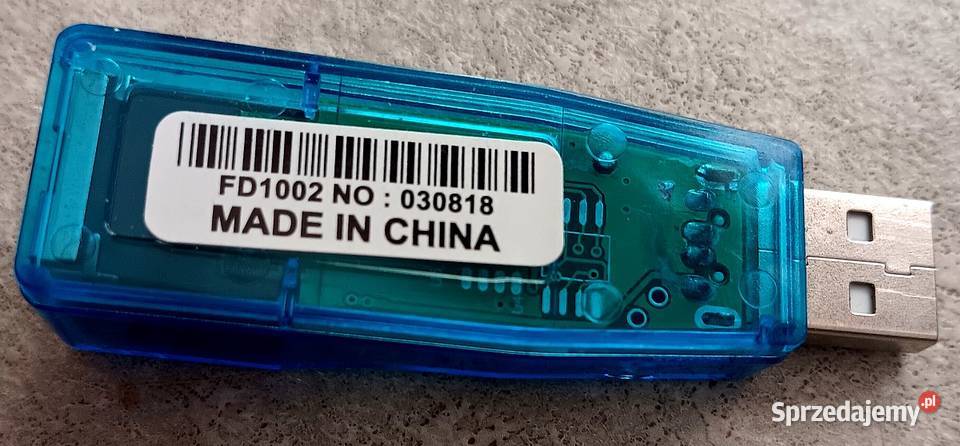 FD1002 NO : 030818
MADE IN CHINA
Sprzedajemy.pl